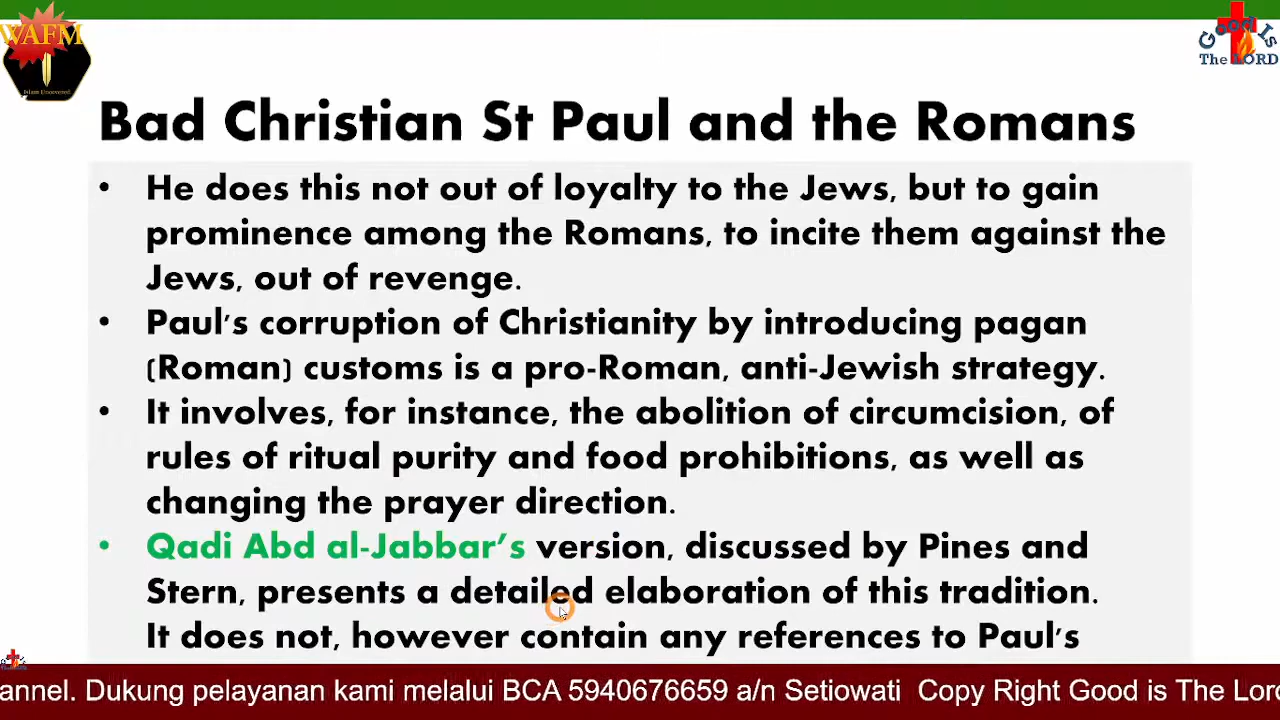 WAFM
Islam Uncovered
Good Is
The LORD
Bad Christian St Paul and the Romans
• He does this not out of loyalty to the Jews, but to gain
prominence among the Romans, to incite them against the
Jews, out of revenge.
• Paul's corruption of Christianity by introducing pagan
(Roman) customs is a pro-Roman, anti-Jewish strategy.
• It involves, for instance, the abolition of circumcision, of
rules of ritual purity and food prohibitions, as well as
changing the prayer direction.
• Qadi Abd al-Jabbar's version, discussed by Pines and
Stern, presents a detailed elaboration of this tradition.
It does not, however contain any references to Paul's
annel. Dukung pelayanan kami melalui BCA 5940676659 a/n Setiowati Copy Right Good is The Lord